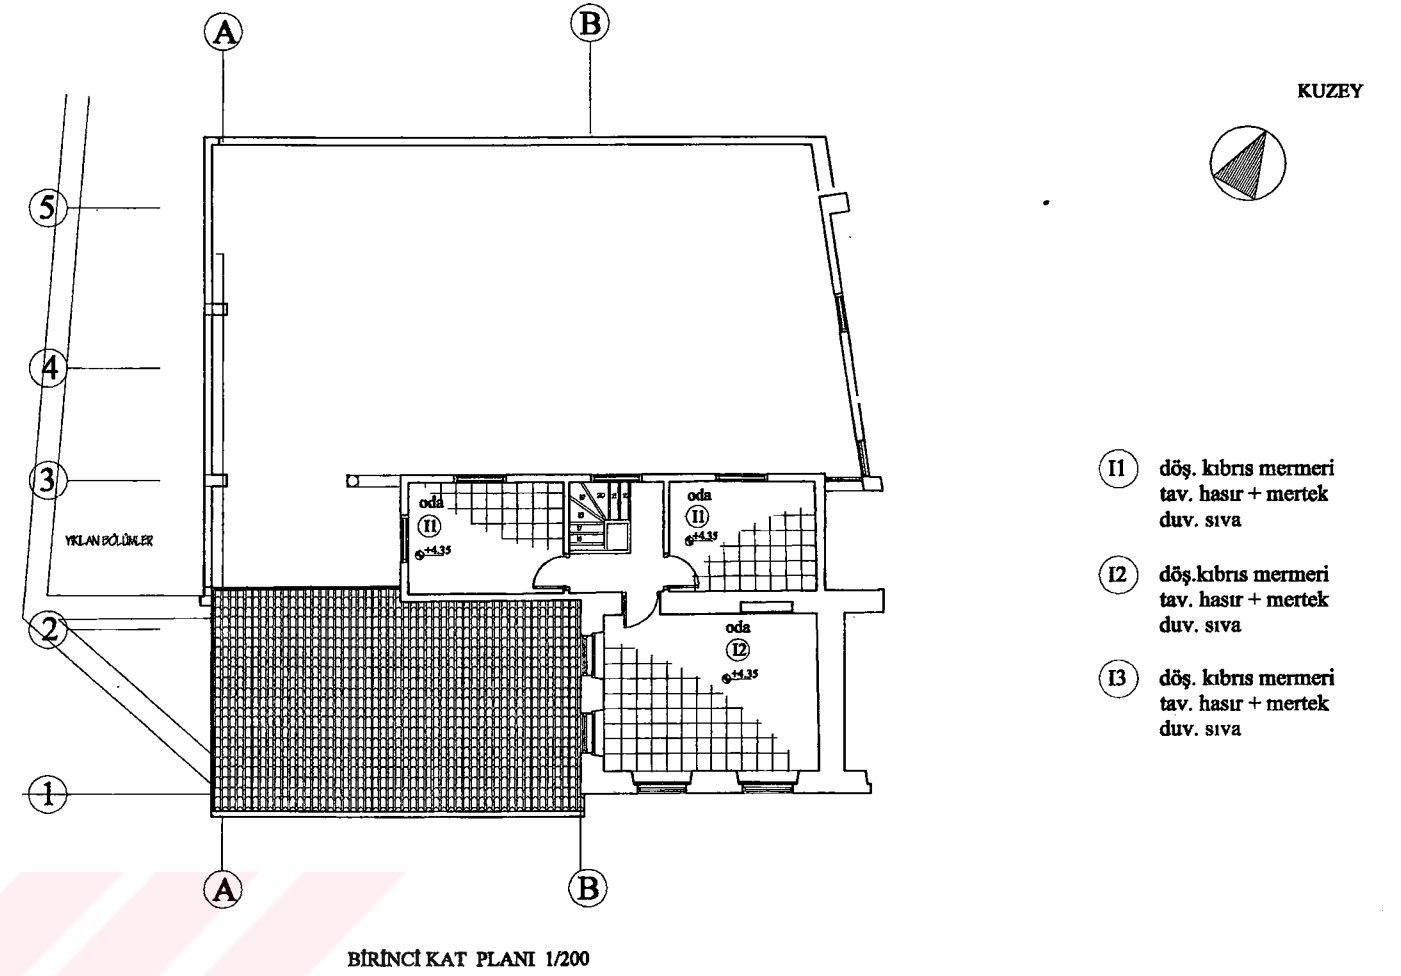 A
B
KUZEY
5
4
3
2
1
YIKLAN BÖLÜMLER
oda
I1
+4.35
oda
I1
+4.35
oda
I2
+4.35
I1 döş. kıbrıs mermeri
tav. hasır + mertek
duv. sıva
I2 döş.kıbrıs mermeri
tav. hasır + mertek
duv. sıva
I3 döş. kıbrıs mermeri
tav. hasır + mertek
duv. sıva
A
B
BİRİNCİ KAT PLANI 1/200